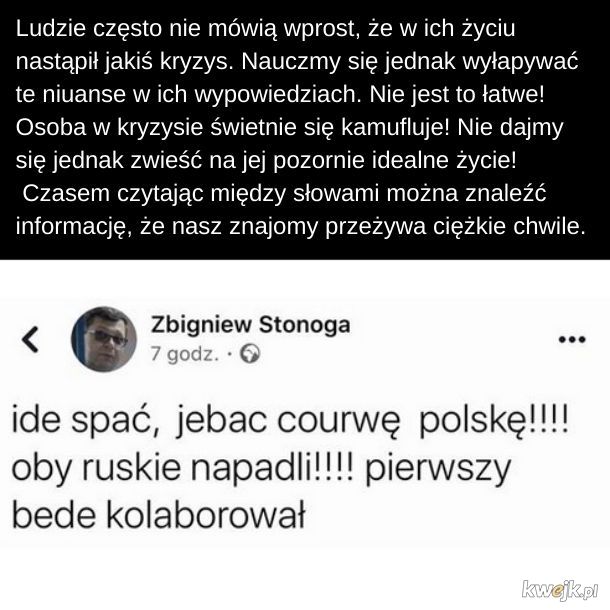 Ludzie często nie mówią wprost, że w ich życiu
nastąpił jakiś kryzys. Nauczmy się jednak wyłapywać
te niuanse w ich wypowiedziach. Nie jest to łatwe!
Osoba w kryzysie świetnie się kamufluje! Nie dajmy
się jednak zwieść na jej pozornie idealne życie!
Czasem czytając między słowami można znaleźć
informację, że nasz znajomy przeżywa ciężkie chwile.
Zbigniew Stonoga
7 godz. ·
ide spać, jebac courwę polskę!!!!
oby ruskie napadli!!!! pierwszy
bede kolaborował
kwejk.pl